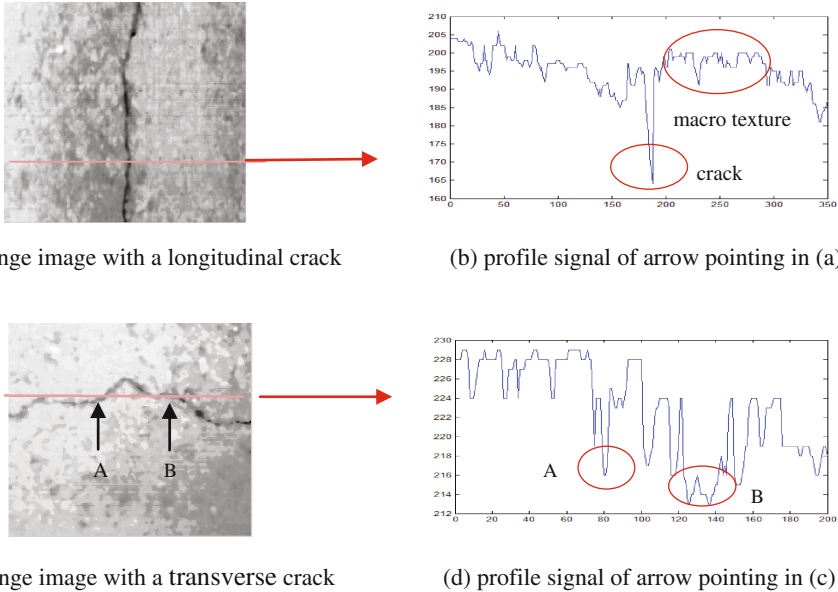 210
205
200
195
190
185
180
175
170
165
160
0 50 100 150 200 250 300 350
macro texture
crack
nge image with a longitudinal crack
(b) profile signal of arrow pointing in (a)
A B
230
228
226
224
222
220
218
216
214
212
0 20 40 60 80 100 120 140 160 180 200
A
B
nge image with a transverse crack
(d) profile signal of arrow pointing in (c)